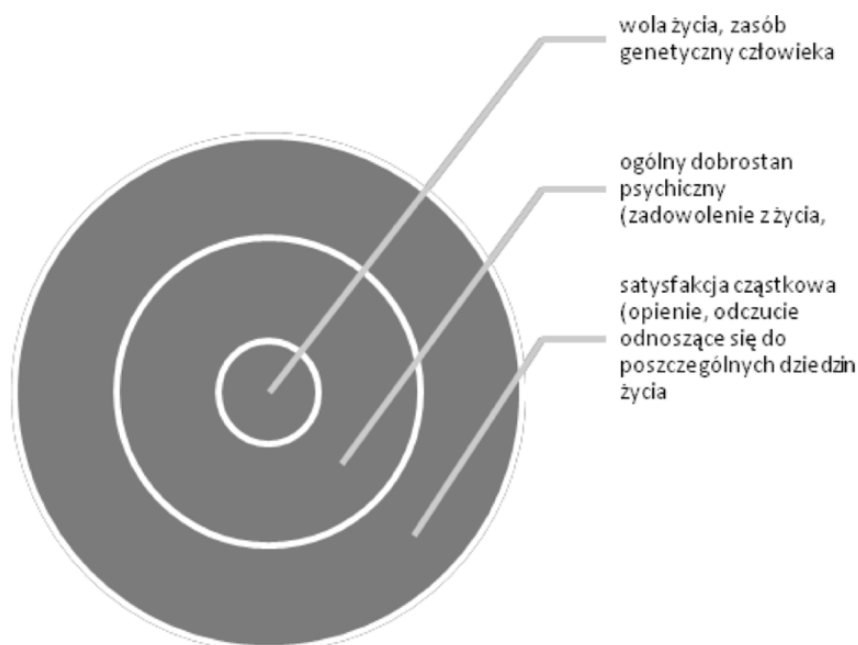 wola życia, zasób
genetyczny człowieka
ogólny dobrostan
psychiczny
(zadowolenie z życia,
satysfakcja cząstkowa
(opienie, odczucie
odnoszące się do
poszczególnych dziedzin
życia